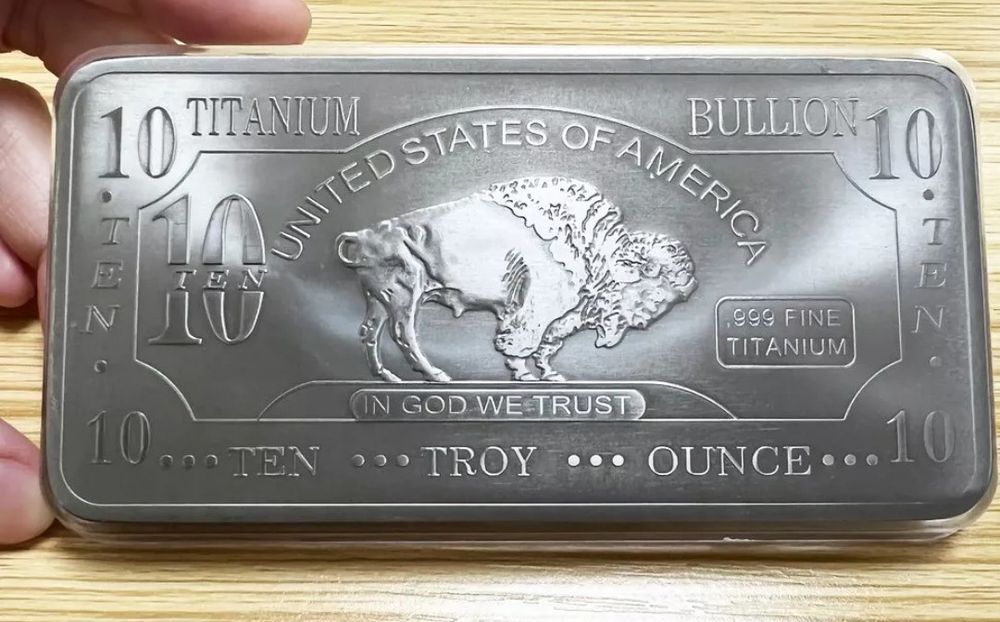 10 TITANIUM BULLION 10
UNITED STATES OF AMERICA
10
TEN
· TEN ·
· TEN ·
.999 FINE
TITANIUM
IN GOD WE TRUST
10 ... TEN ... TROY ... OUNCE ... 10